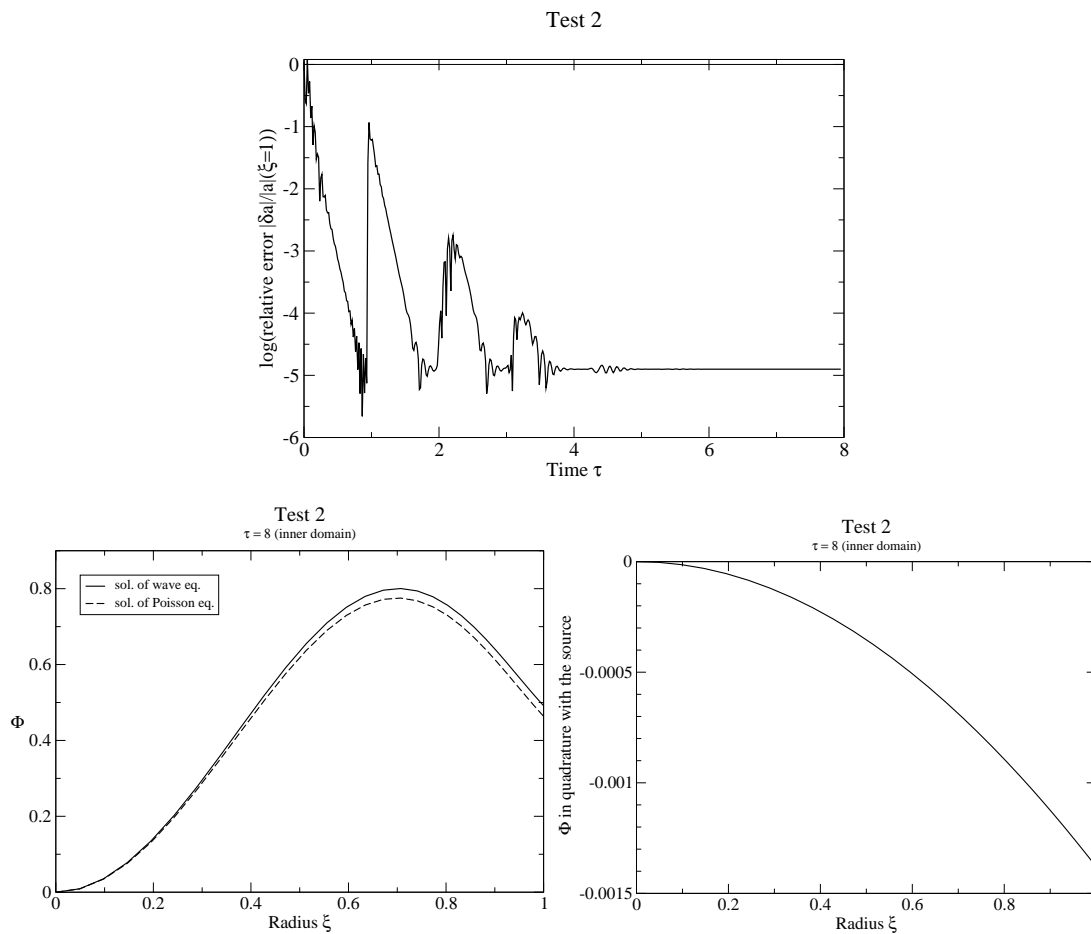 Test 2
log(relative error |δa|/|a|(ξ=1))
0
-1
-2
-3
-4
-5
-6
0
2
4
6
8
Time τ
Test 2
τ = 8 (inner domain)
sol. of wave eq.
sol. of Poisson eq.
Φ
0.8
0.6
0.4
0.2
0
0
0.2
0.4
0.6
0.8
1
Radius ξ
Test 2
τ = 8 (inner domain)
Φ in quadrature with the source
0
-0.0005
-0.001
-0.0015
0
0.2
0.4
0.6
0.8
Radius ξ